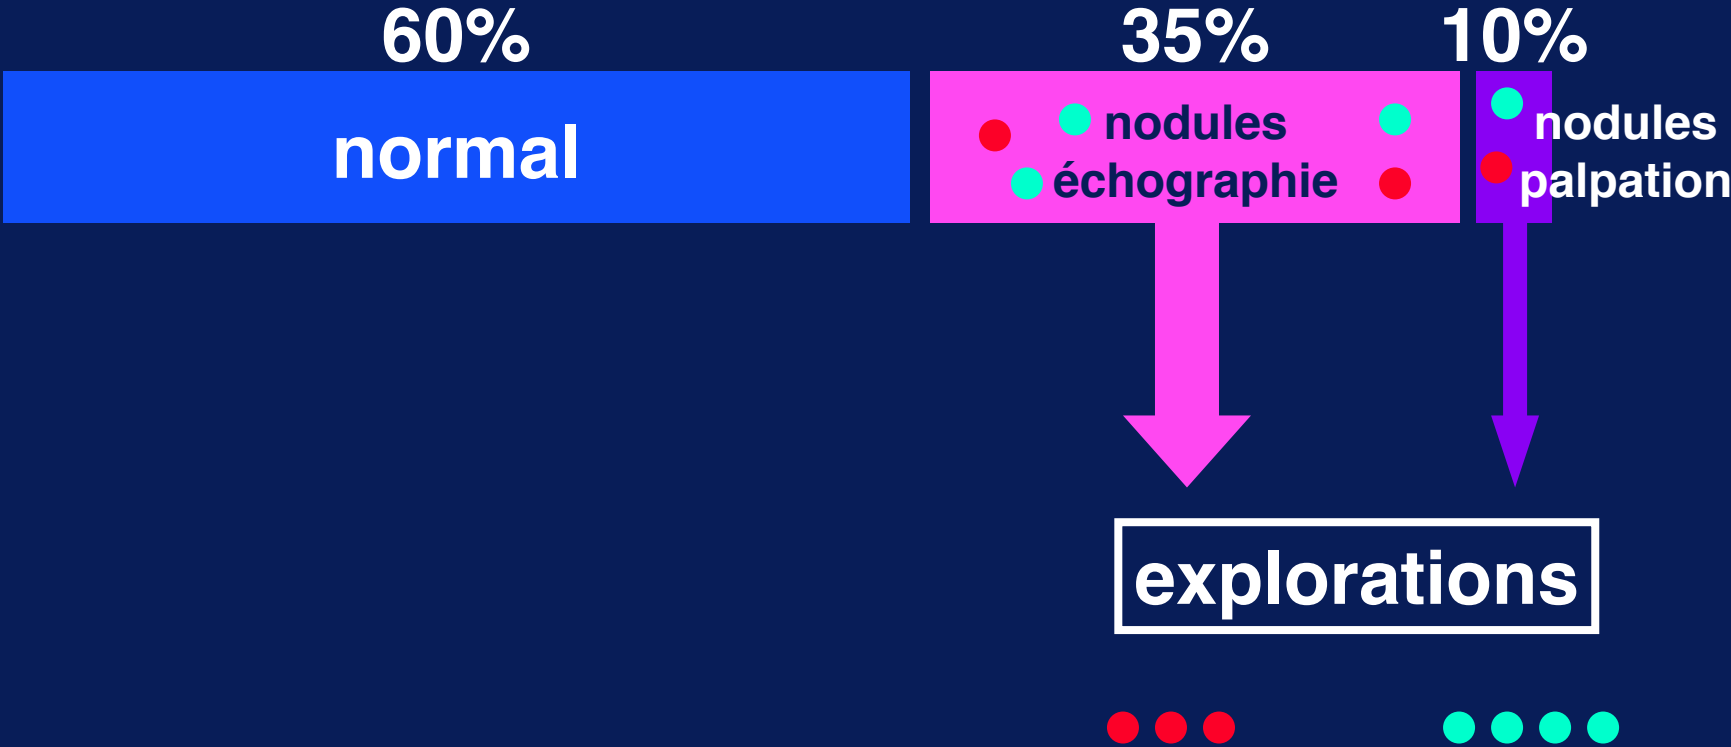 60%
35%
10%
normal
nodules
échographie
nodules
palpation
explorations